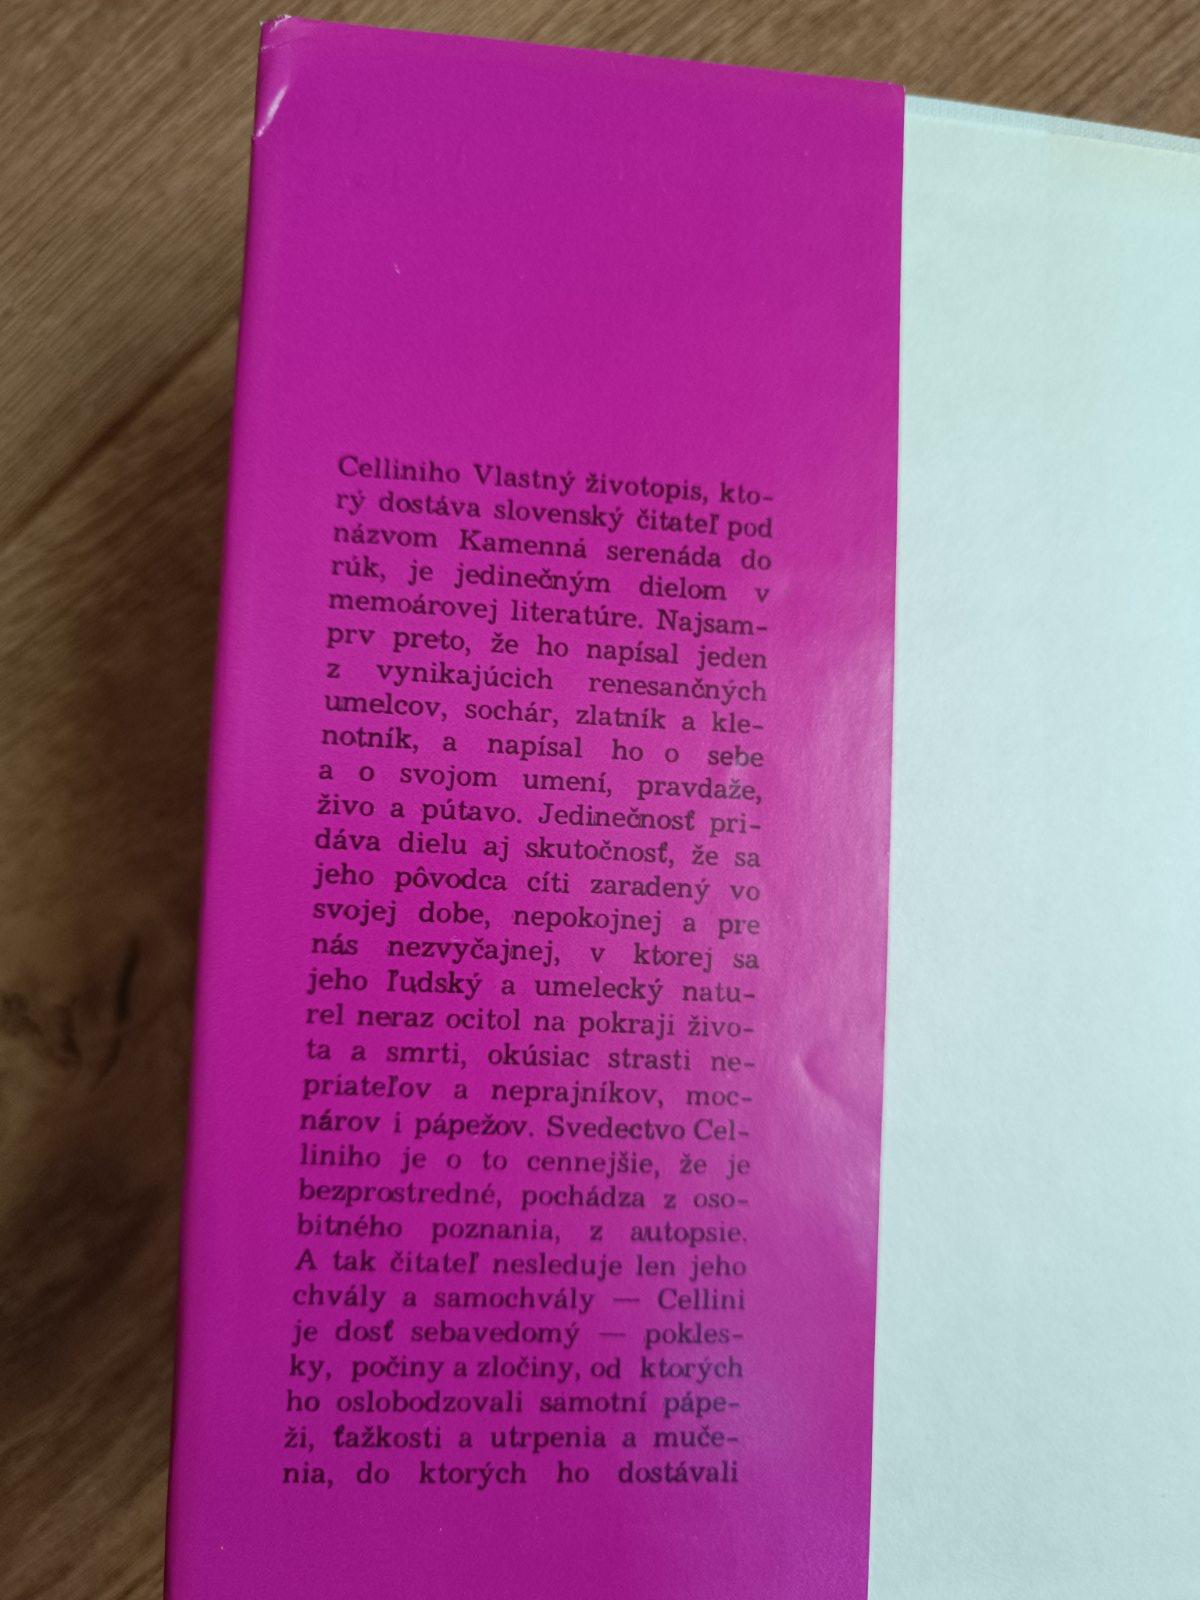 Celliniho Vlastný životopis, kto-
rý dostáva slovenský čitateľ pod
názvom Kamenná serenáda do
rúk, je jedinečným dielom v
memoárovej literatúre. Najsam-
prv preto, že ho napísal jeden
z vynikajúcich renesančných
umelcov, sochár, zlatník a kle-
notník, a napísal ho o sebe
a o svojom umení, pravdaže,
živo a pútavo. Jedinečnosť pri-
dáva dielu aj skutočnosť, že sa
jeho pôvodca cíti zaradený vo
svojej dobe, nepokojnej a pre
nás nezvyčajnej, v ktorej sa
jeho ľudský a umelecký natu-
rel neraz ocitol na pokraji živo-
ta a smrti, okúsiac strasti ne-
priateľov a neprajníkov, moc-
nárov i pápežov. Svedectvo Cel-
liniho je o to cennejšie, že je
bezprostredné, pochádza z oso-
bitného poznania, z autopsie.
A tak čitateľ nesleduje len jeho
chvály a samochvály — Cellini
je dosť sebavedomý — pokles-
ky, počiny a zločiny, od ktorých
ho oslobodzovali samotní pápe-
ži, ťažkosti a utrpenia a muče-
nia, do ktorých ho dostávali